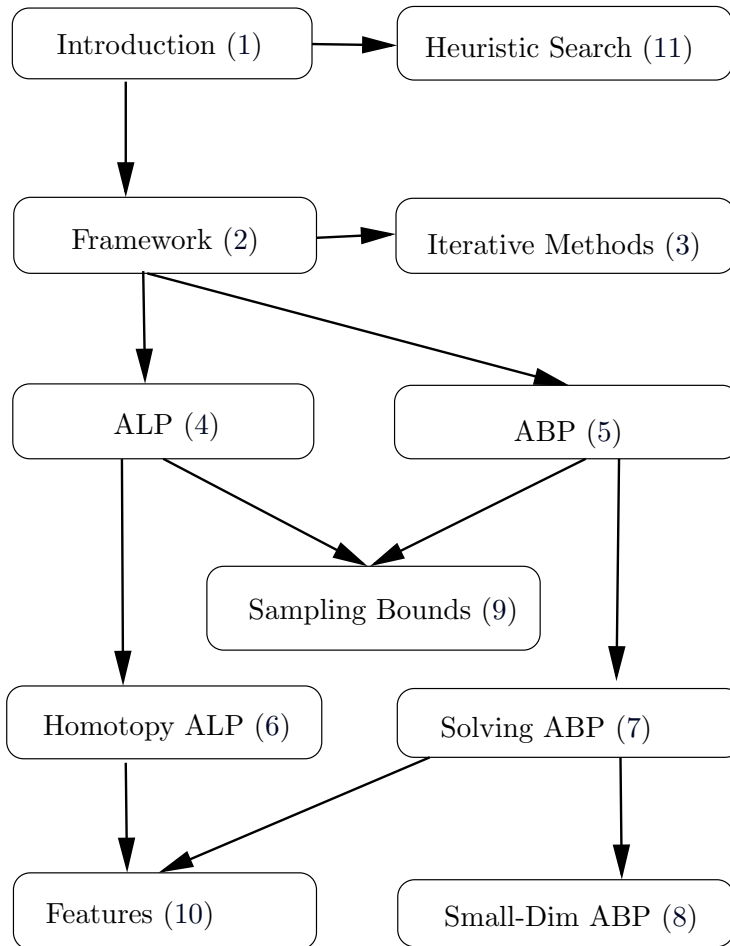 Introduction (1)
Heuristic Search (11)
Framework (2)
Iterative Methods (3)
ALP (4)
ABP (5)
Sampling Bounds (9)
Homotopy ALP (6)
Solving ABP (7)
Features (10)
Small-Dim ABP (8)